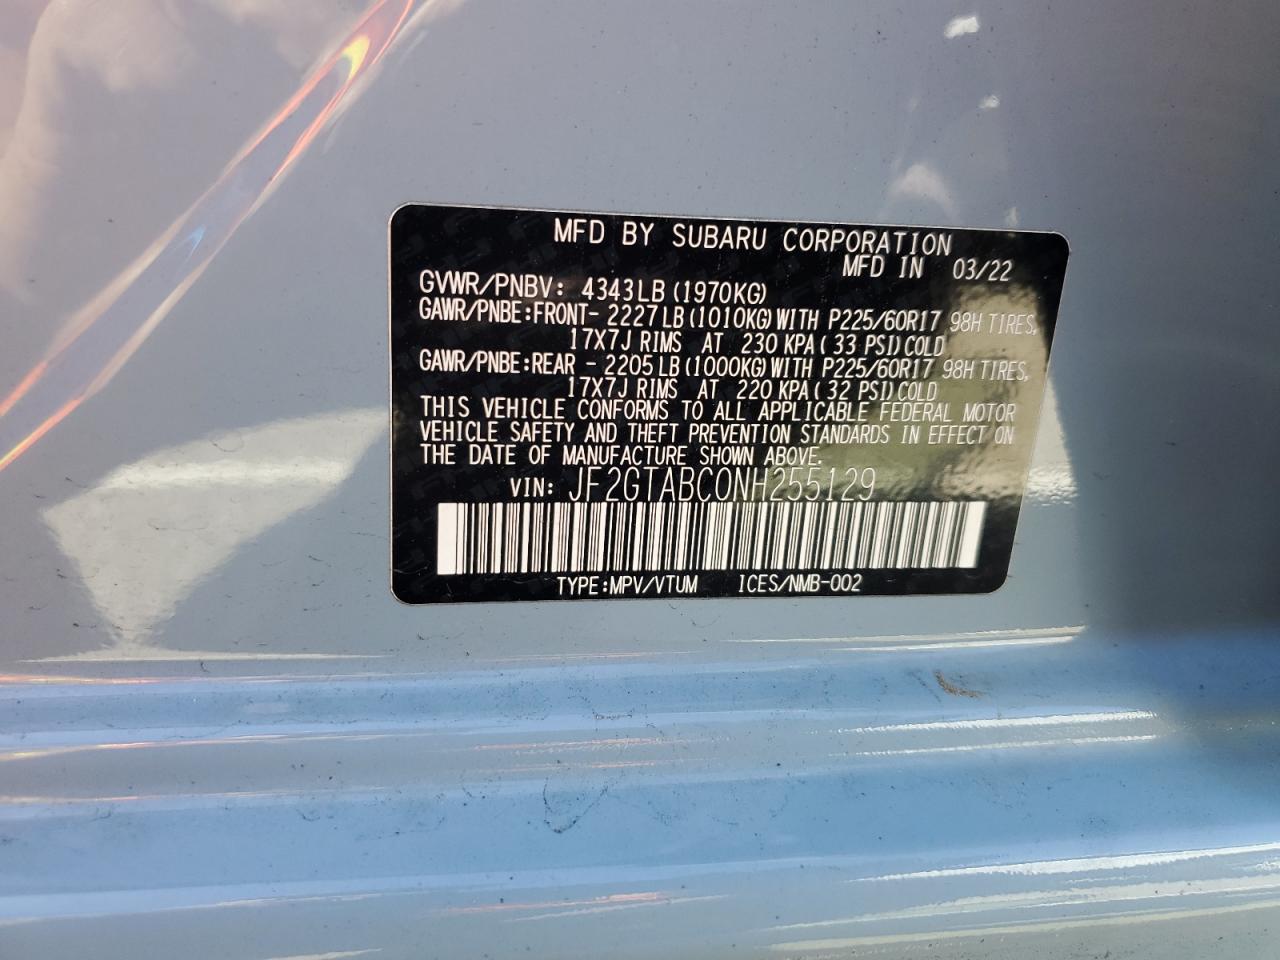 MFD BY SUBARU CORPORATION
MFD IN 03/22
GVWR/PNBV: 4343LB(1970KG)
GAWR/PNBE:FRONT- 2227LB(1010KG)WITH P225/60R17 98H TIRES,
17X7J RIMS AT 230 KPA(33 PSI)COLD
GAWR/PNBE:REAR - 2205LB(1000KG)WITH P225/60R17 98H TIRES,
17X7J RIMS AT 220 KPA(32 PSI)COLD
THIS VEHICLE CONFORMS TO ALL APPLICABLE FEDERAL MOTOR
VEHICLE SAFETY AND THEFT PREVENTION STANDARDS IN EFFECT ON
THE DATE OF MANUFACTURE SHOWN ABOVE.
VIN: JF2GTABC0NH255129
TYPE:MPV/VTUM ICES/NMB-002